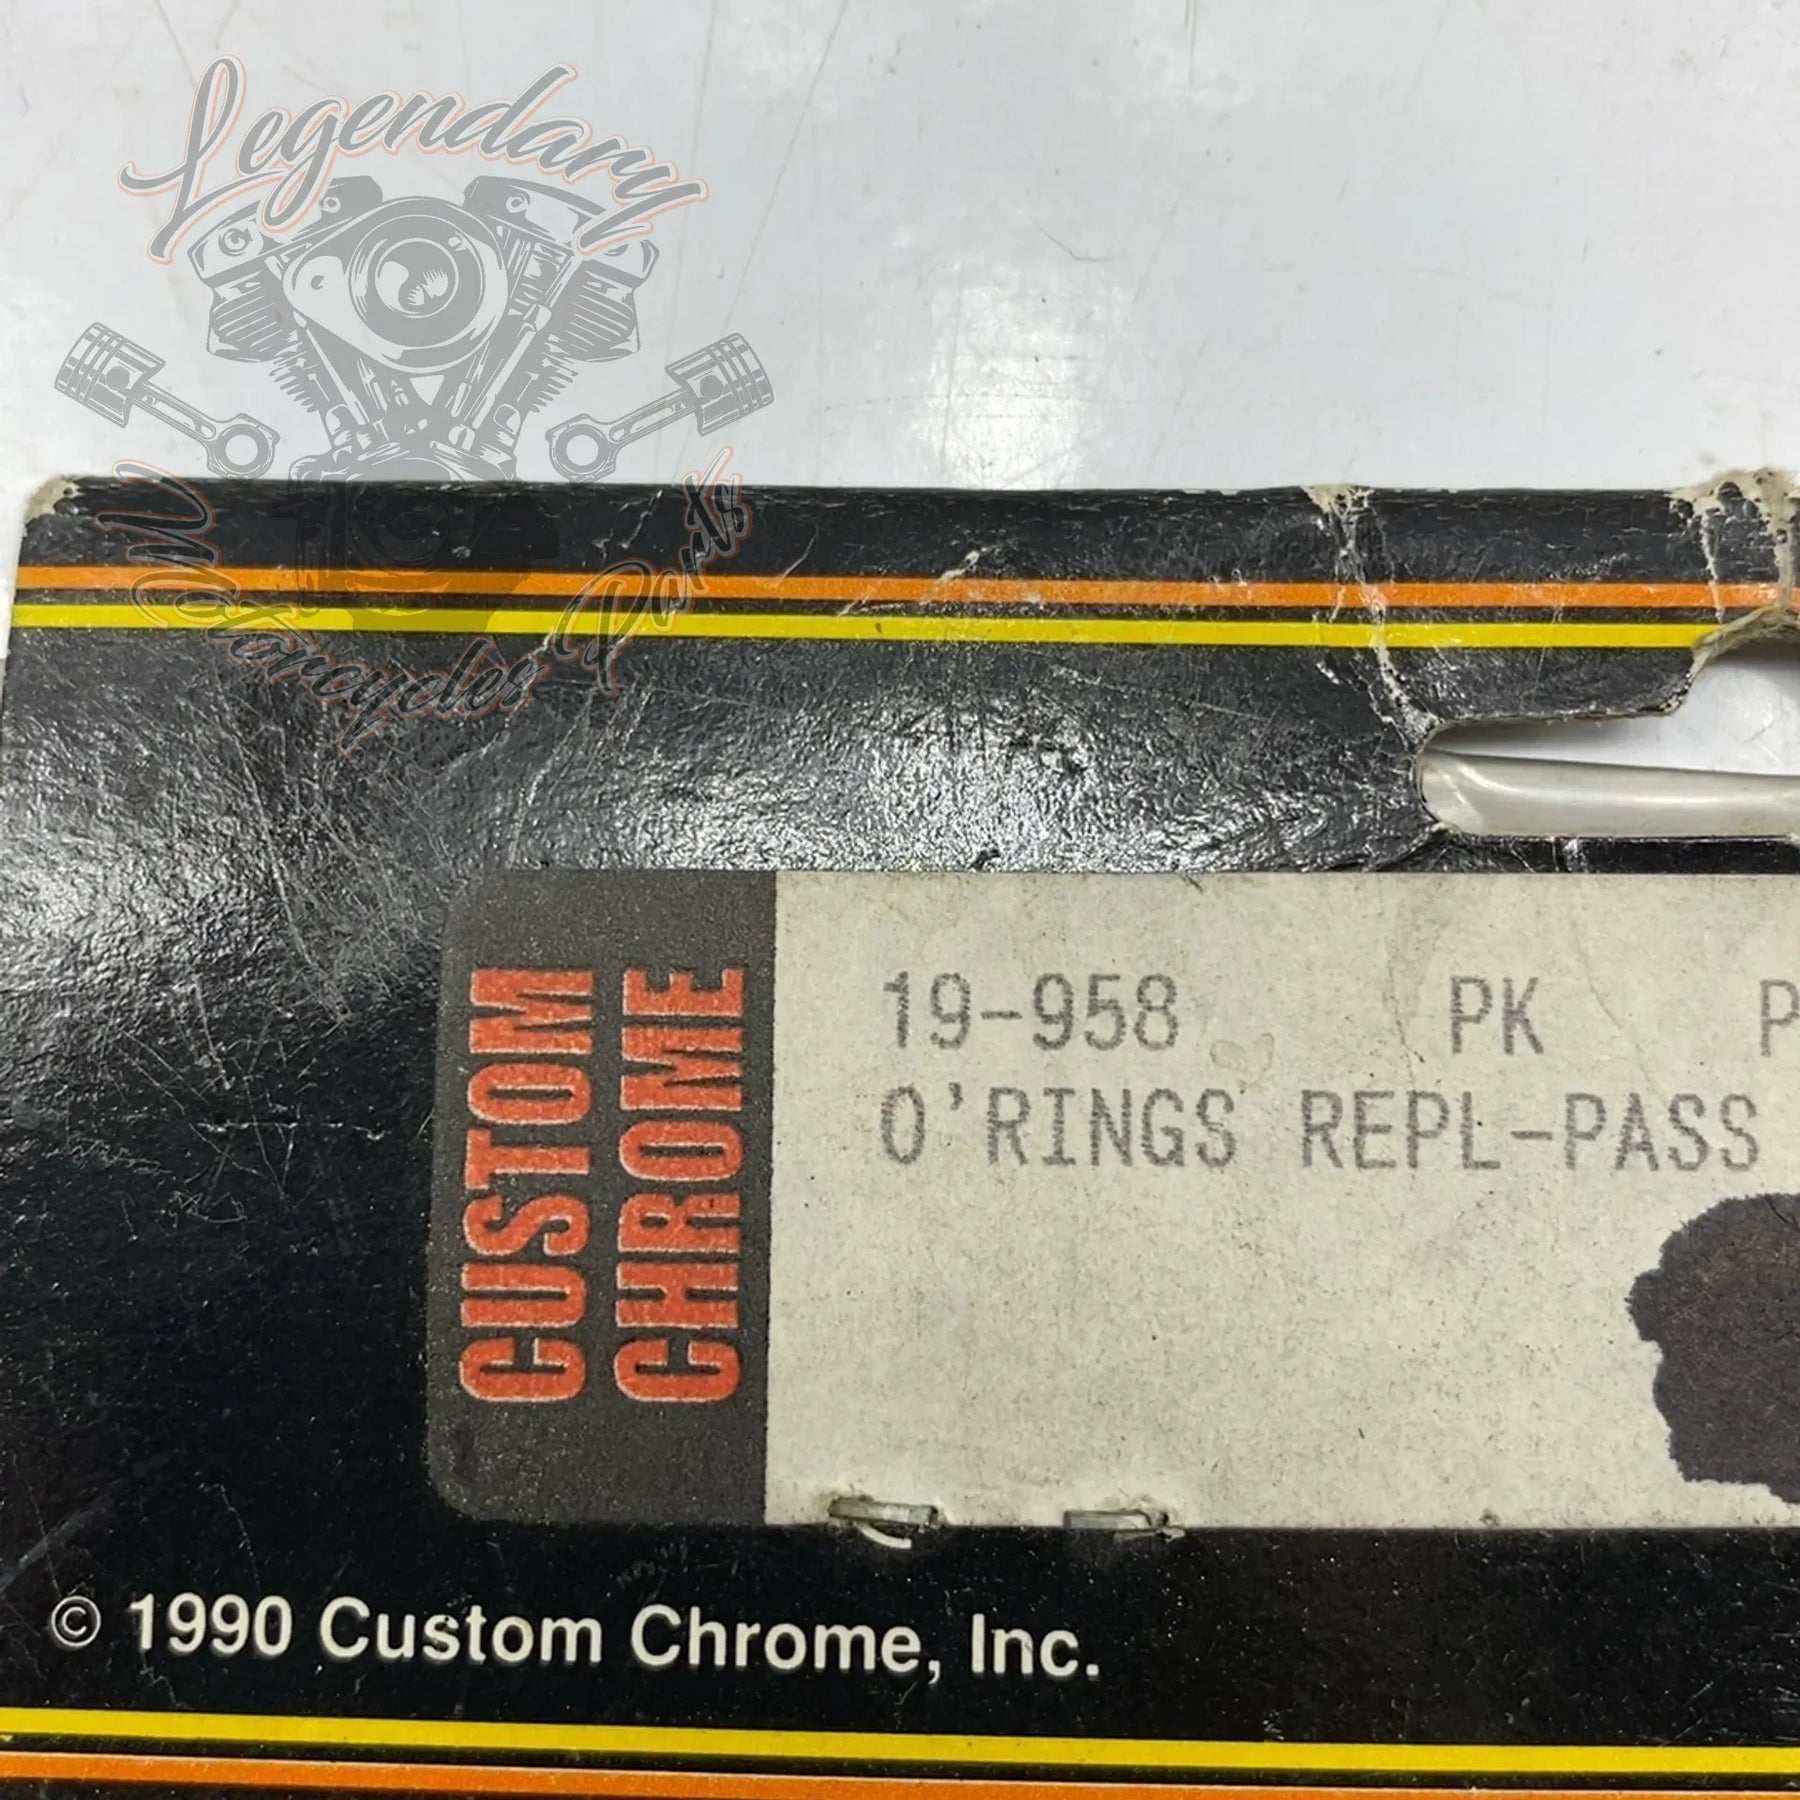 Legendary
Motorcycles Parts
CUSTOM
CHROME
19-958 PK P
O'RINGS REPL-PASS
© 1990 Custom Chrome, Inc.